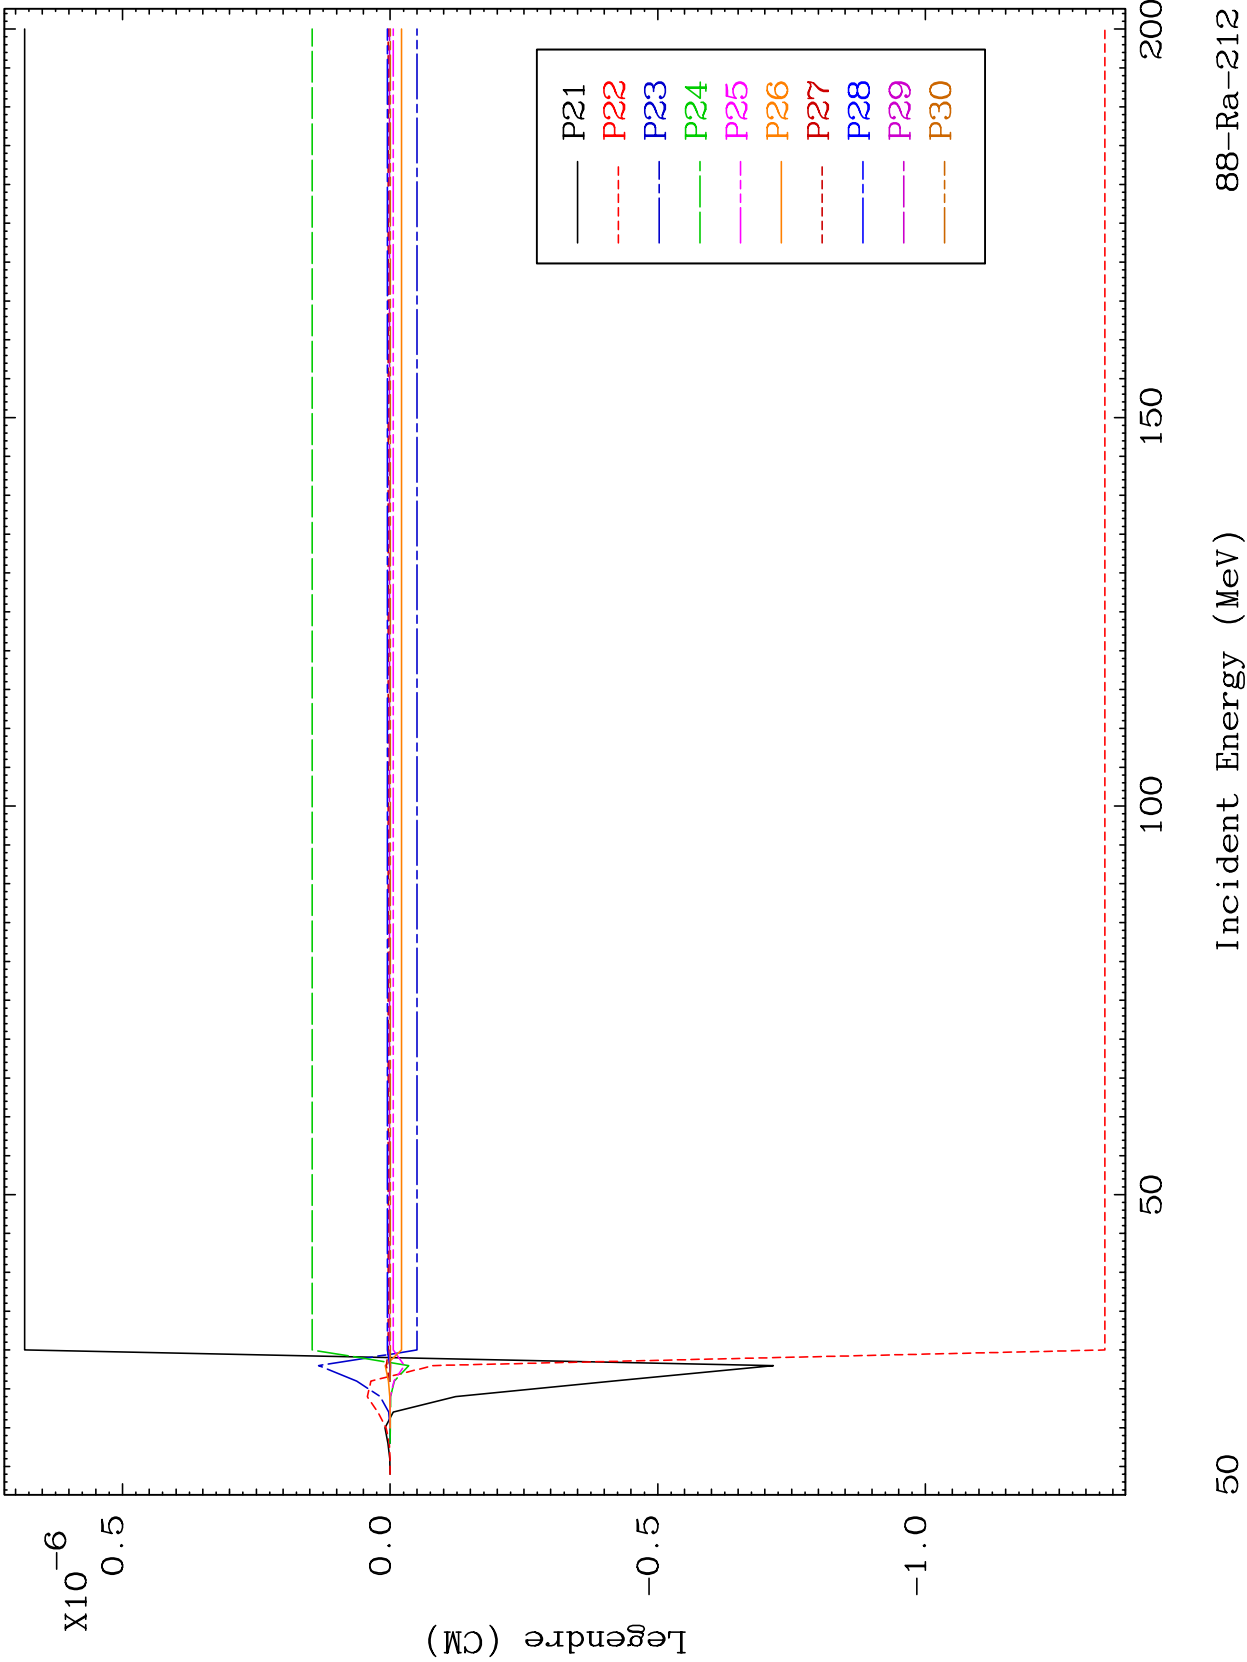 X10⁻⁶
0.5
0.0
-0.5
-1.0
Legendre (CM)
P21
P22
P23
P24
P25
P26
P27
P28
P29
P30
50
100
150
200
50
Incident Energy (MeV)
88-Ra-212